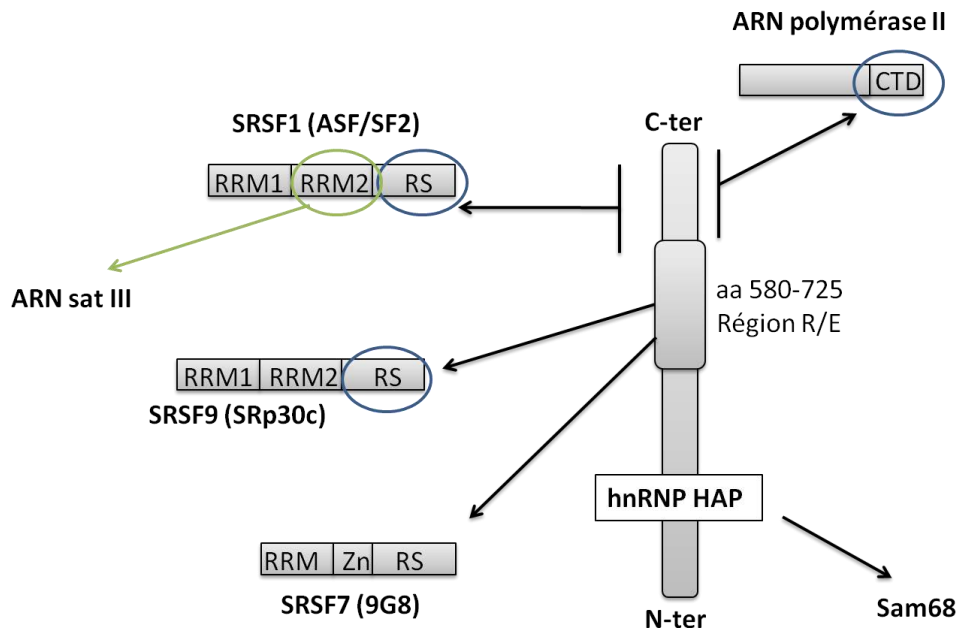 ARN polymérase II
CTD
SRSF1 (ASF/SF2)
C-ter
RRM1 RRM2 RS
ARN sat III
aa 580-725
Région R/E
RRM1 RRM2 RS
SRSF9 (SRp30c)
hnRNP HAP
RRM Zn RS
SRSF7 (9G8)
N-ter
Sam68